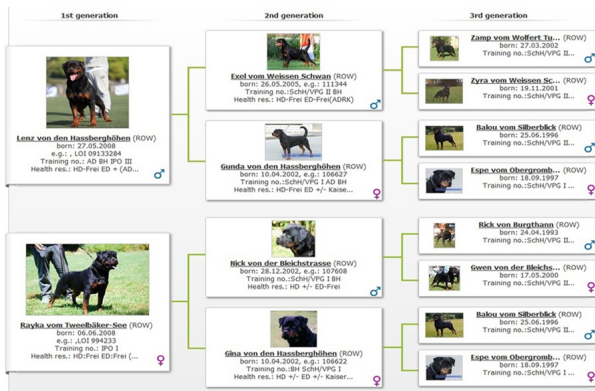 1st generation
2nd generation
3rd generation
Lenz von den Hassberghöhen (ROW)
born: 27.05.2008
e.g.: , LOI 09133284
Training no.: AD BH IPO III
Health res.: HD-Frei ED + (AD...
Rayka vom Tweelbäker-See (ROW)
born: 06.06.2008
e.g.: ,LOI 994233
Training no.: IPO I
Health res.: HD:Frei ED:Frei (...
Exel vom Weissen Schwan (ROW)
born: 26.05.2005, e.g.: 111344
Training no.:SchH/VPG II BH
Health res.: HD-Frei ED-Frei(ADRK)
Gunda von den Hassberghöhen (ROW)
born: 10.04.2002, e.g.: 106627
Training no.:SchH/VPG I AD BH
Health res.: HD-Frei ED +/- Kaise...
Nick von der Bleichstrasse (ROW)
born: 28.12.2002, e.g.: 107608
Training no.:SchH/VPG I BH
Health res.: HD +/- ED-Frei
Gina von den Hassberghöhen (ROW)
born: 10.04.2002, e.g.: 106622
Training no.:BH SchH/VPG I
Health res.: HD +/- ED +/- Kaiser...
Zamp vom Wolfert Tu... (ROW)
born: 27.03.2002
Training no.:SchH/VPG II...
Zyra vom Weissen Sc... (ROW)
born: 19.11.2001
Training no.:SchH/VPG II...
Balou vom Silberblick (ROW)
born: 25.06.1996
Training no.:SchH/VPG II...
Espe vom Obergromb... (ROW)
born: 18.09.1997
Training no.:SchH/VPG I ...
Rick von Burgthann (ROW)
born: 24.04.1993
Training no.:SchH/VPG II...
Gwen von der Bleichs... (ROW)
born: 17.05.2000
Training no.:SchH/VPG II...
Balou vom Silberblick (ROW)
born: 25.06.1996
Training no.:SchH/VPG II...
Espe vom Obergromb... (ROW)
born: 18.09.1997
Training no.:SchH/VPG I ...